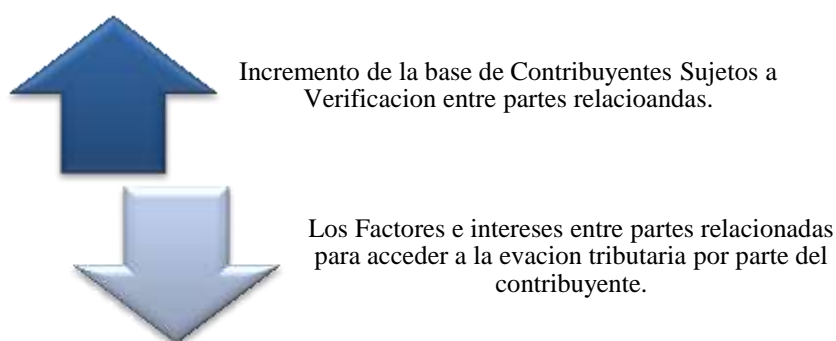 Incremento de la base de Contribuyentes Sujetos a
Verificacion entre partes relacioandas.
Los Factores e intereses entre partes relacionadas
para acceder a la evacion tributaria por parte del
contribuyente.